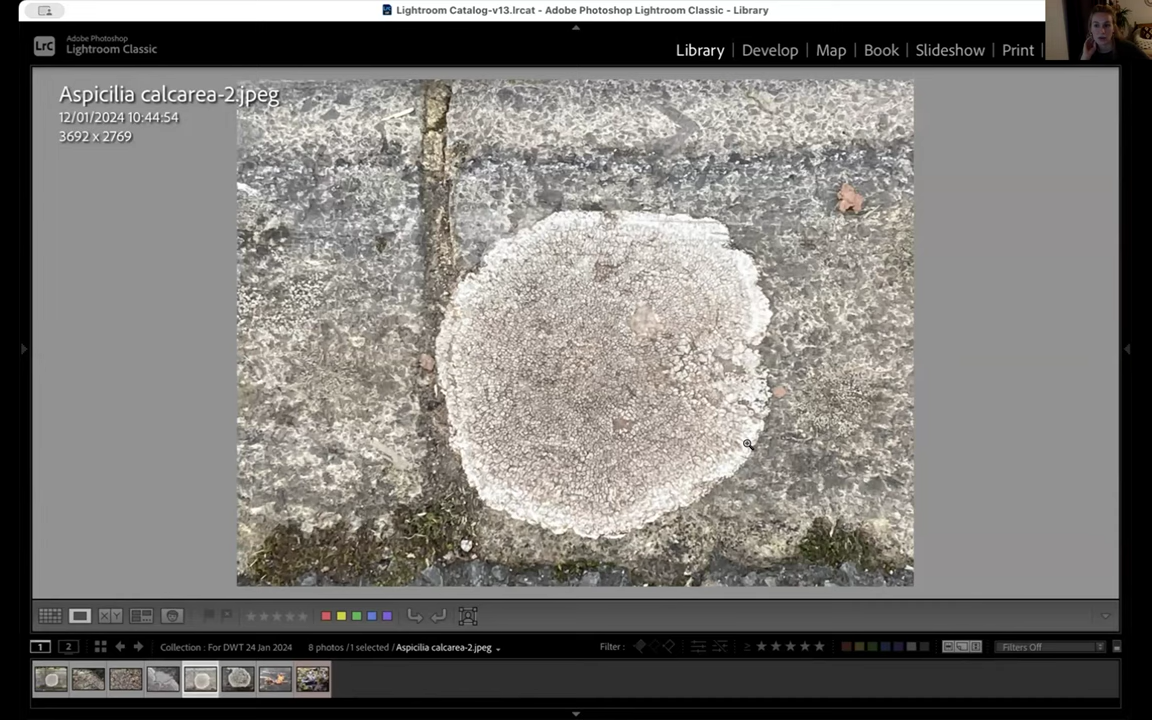 Lightroom Catalog-v13.lrcat - Adobe Photoshop Lightroom Classic - Library
LrC
Adobe Photoshop
Lightroom Classic
Library | Develop | Map | Book | Slideshow | Print |
Aspicilia calcarea-2.jpeg
12/01/2024 10:44:54
3692 x 2769
X Y
1 2
Collection : For DWT 24 Jan 2024
8 photos / 1 selected / Aspicilia calcarea-2.jpeg
Filter :
≥
Filters Off